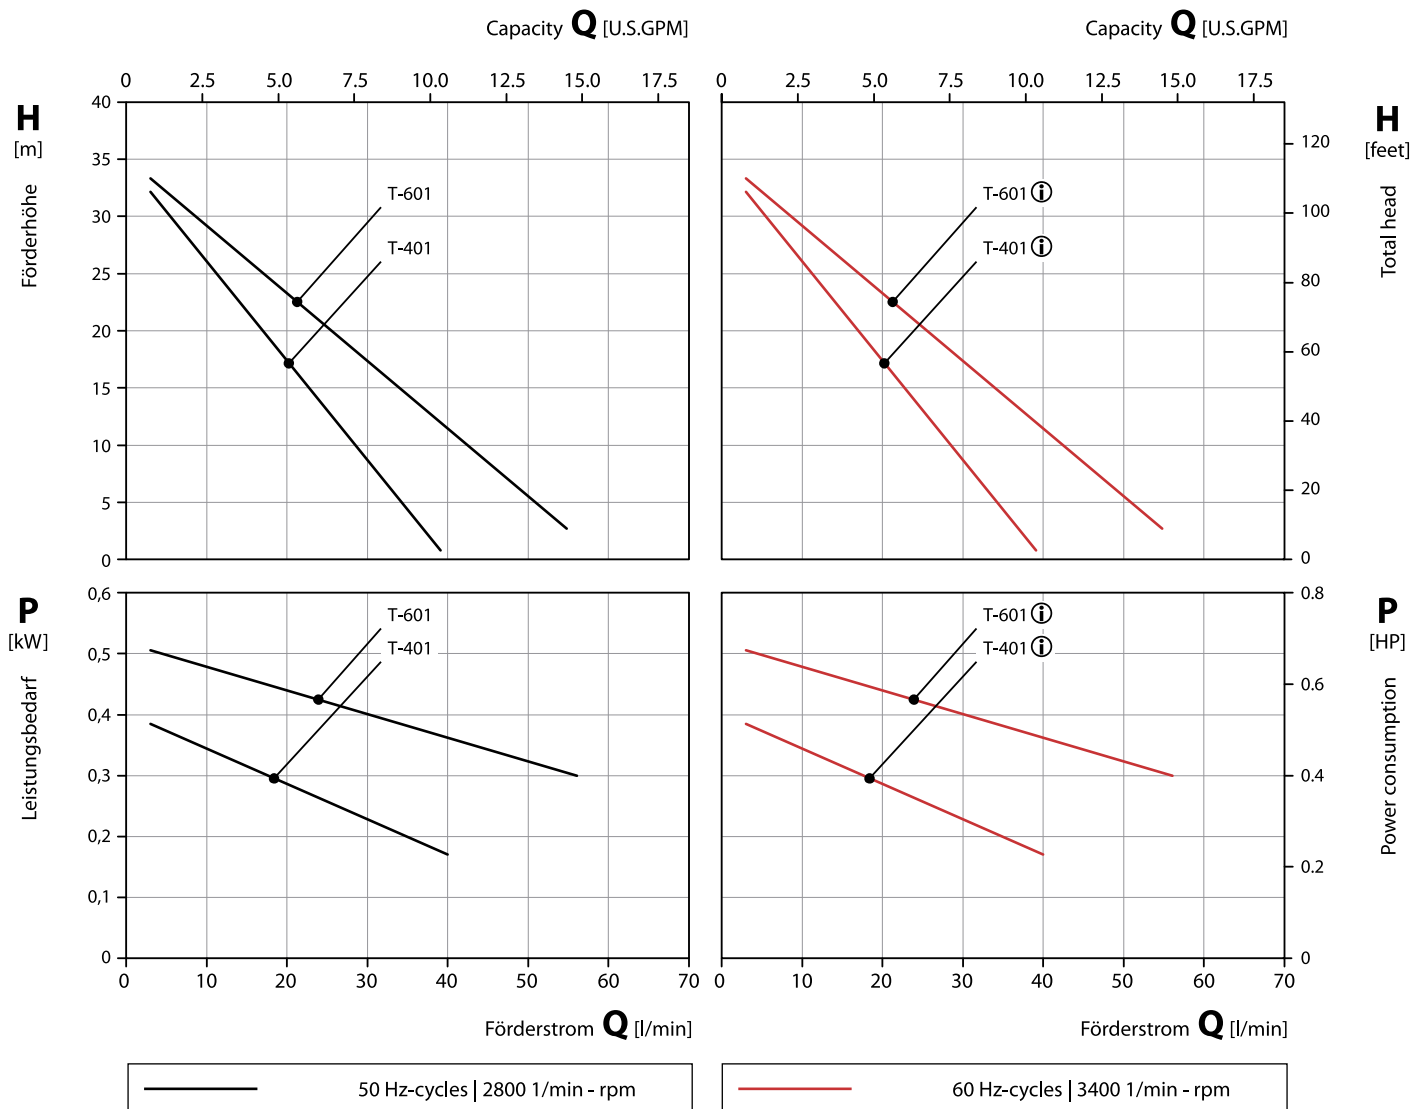 Capacity Q [U.S.GPM]
Capacity Q [U.S.GPM]
0 2.5 5.0 7.5 10.0 12.5 15.0 17.5
0 2.5 5.0 7.5 10.0 12.5 15.0 17.5
H
[m]
Förderhöhe
40
35
30
25
20
15
10
5
0
T-601
T-401
T-601 i
T-401 i
H
[feet]
Total head
120
100
80
60
40
20
0
P
[kW]
Leistungsbedarf
0,6
0,5
0,4
0,3
0,2
0,1
0
T-601
T-401
T-601 i
T-401 i
P
[HP]
Power consumption
0.8
0.6
0.4
0.2
0
0 10 20 30 40 50 60 70
0 10 20 30 40 50 60 70
Förderstrom Q [l/min]
Förderstrom Q [l/min]
50 Hz-cycles | 2800 1/min - rpm
60 Hz-cycles | 3400 1/min - rpm